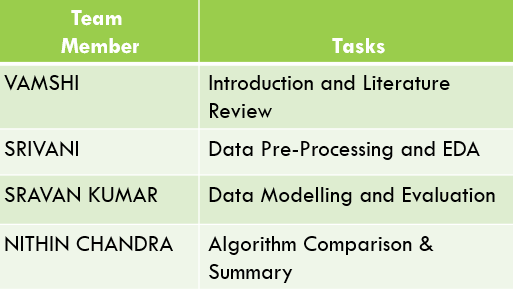 Team
Member
Tasks
VAMSHI
Introduction and Literature
Review
SRIVANI
Data Pre-Processing and EDA
SRAVAN KUMAR
Data Modelling and Evaluation
NITHIN CHANDRA
Algorithm Comparison &
Summary